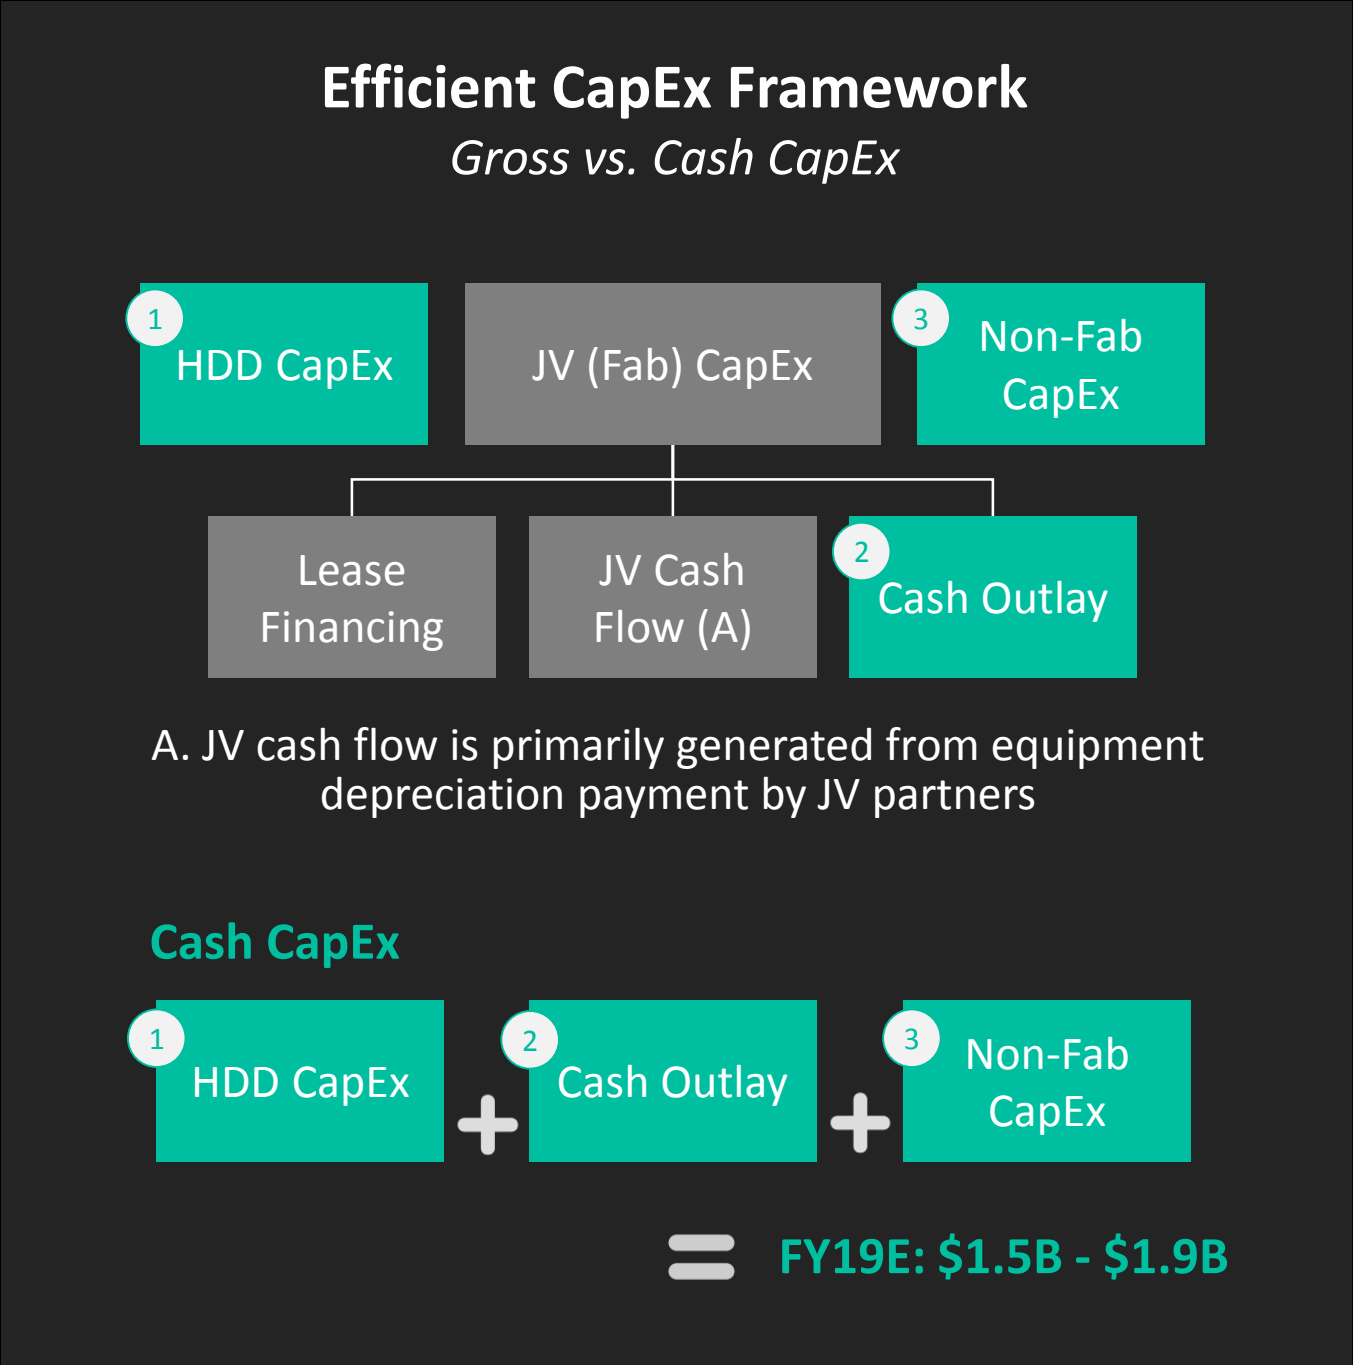 Efficient CapEx Framework
Gross vs. Cash CapEx
1
HDD CapEx
JV (Fab) CapEx
3
Non-Fab
CapEx
Lease
Financing
JV Cash
Flow (A)
2
Cash Outlay
A. JV cash flow is primarily generated from equipment
depreciation payment by JV partners
Cash CapEx
1
HDD CapEx
+
2
Cash Outlay
+
3
Non-Fab
CapEx
= FY19E: $1.5B - $1.9B